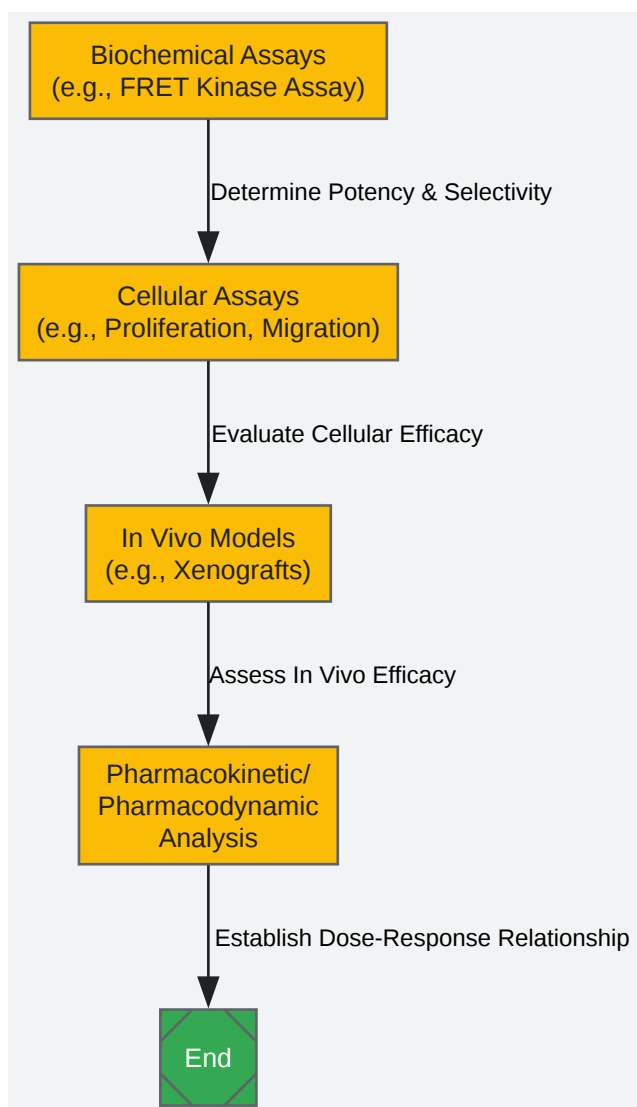 Biochemical Assays
(e.g., FRET Kinase Assay)
Determine Potency & Selectivity
Cellular Assays
(e.g., Proliferation, Migration)
Evaluate Cellular Efficacy
In Vivo Models
(e.g., Xenografts)
Assess In Vivo Efficacy
Pharmacokinetic/
Pharmacodynamic
Analysis
Establish Dose-Response Relationship
End